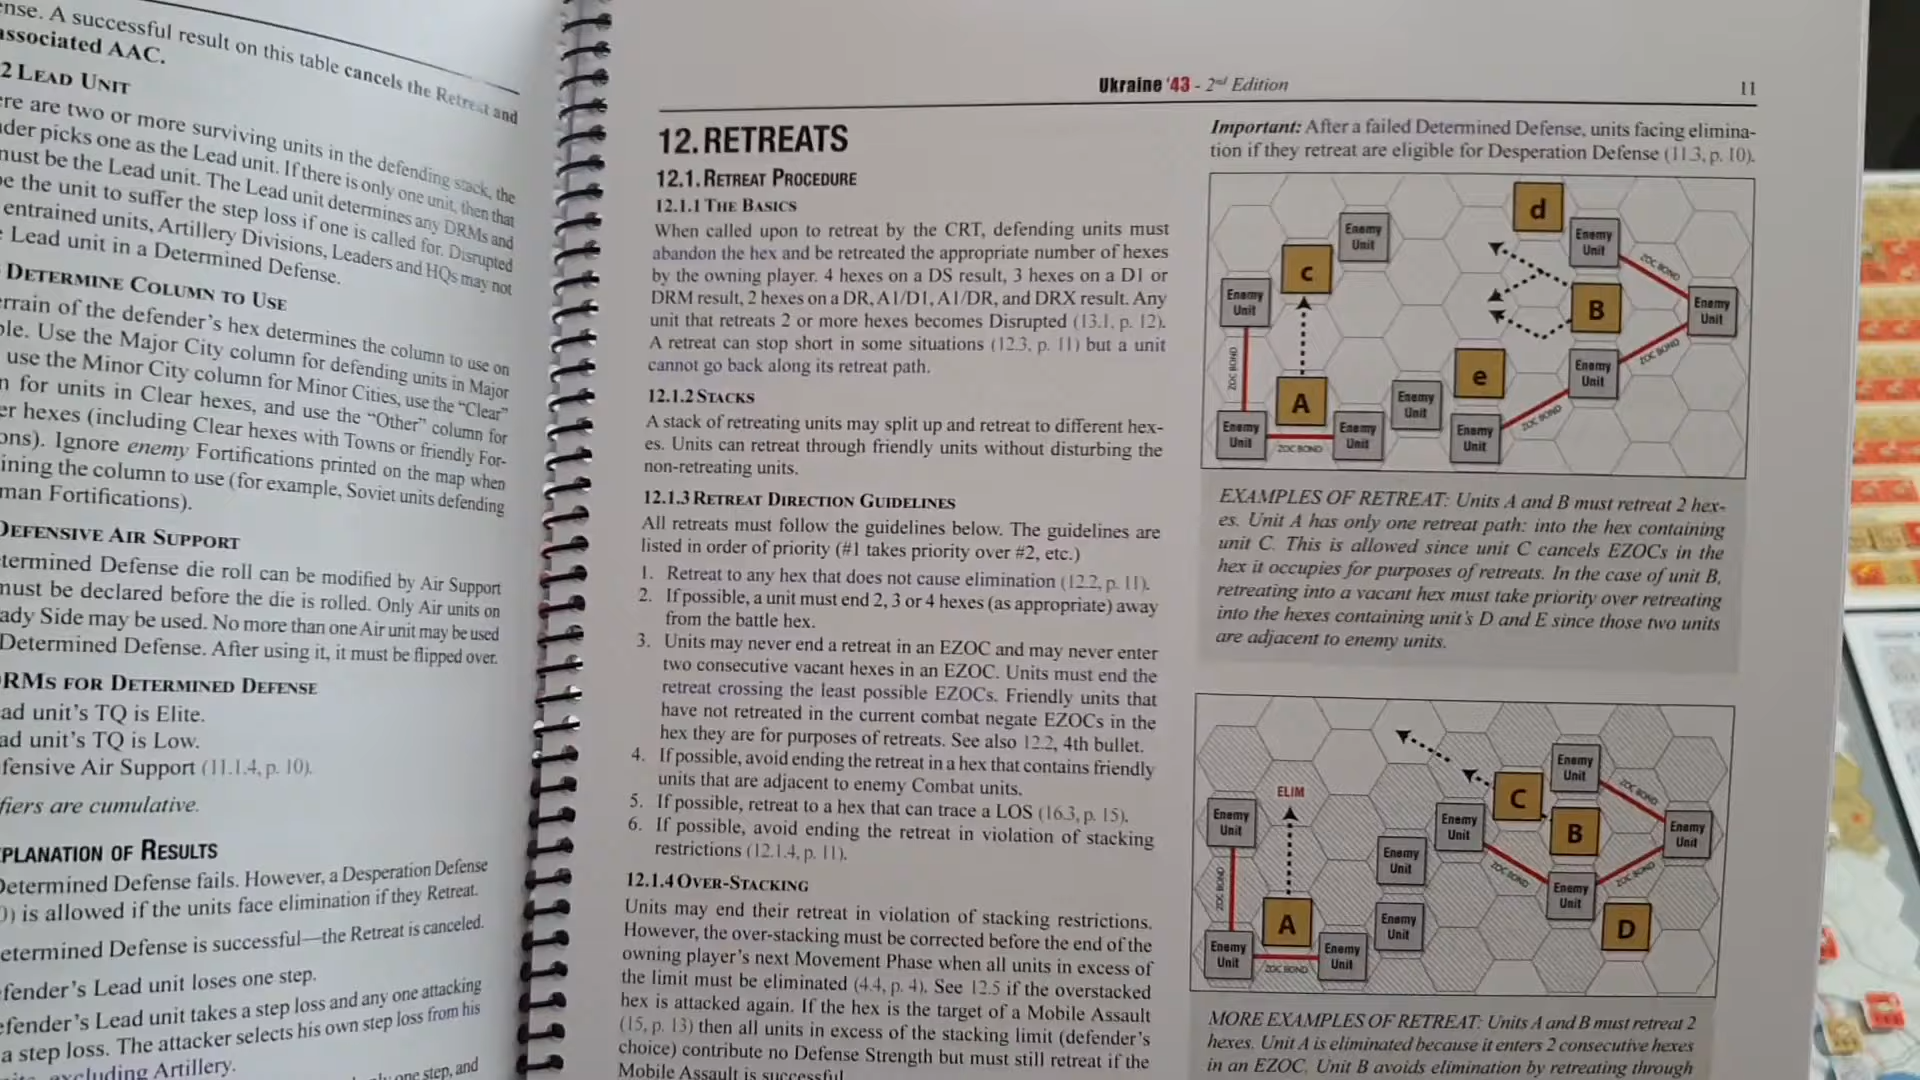 nse. A successful result on this table cancels the Retreat and
associated AAC.
2 LEAD UNIT
ere are two or more surviving units in the defending stack, the
der picks one as the Lead unit. If there is only one unit, then that
must be the Lead unit. The Lead unit determines any DRMs and
be the unit to suffer the step loss if one is called for. Disrupted
entrained units, Artillery Divisions, Leaders and HQs may not
Lead unit in a Determined Defense.
DETERMINE COLUMN TO USE
errain of the defender's hex determines the column to use on
ble. Use the Major City column for defending units in Major
use the Minor City column for Minor Cities, use the "Clear"
n for units in Clear hexes, and use the "Other" column for
er hexes (including Clear hexes with Towns or friendly For-
ons). Ignore enemy Fortifications printed on the map when
ining the column to use (for example, Soviet units defending
man Fortifications).
DEFENSIVE AIR SUPPORT
termined Defense die roll can be modified by Air Support
must be declared before the die is rolled. Only Air units on
ady Side may be used. No more than one Air unit may be used
Determined Defense. After using it, it must be flipped over.
RMS FOR DETERMINED DEFENSE
ad unit's TQ is Elite.
ad unit's TQ is Low.
fensive Air Support (11.1.4, p. 10).
fiers are cumulative.
PLANATION OF RESULTS
Determined Defense fails. However, a Desperation Defense
0) is allowed if the units face elimination if they Retreat.
etermined Defense is successful—the Retreat is canceled.
fender's Lead unit loses one step.
efender's Lead unit takes a step loss and any one attacking
a step loss. The attacker selects his own step loss from his
excluding Artillery.
one step, and
Ukraine '43 - 2nd Edition
11
12. RETREATS
12.1. RETREAT PROCEDURE
12.1.1 THE BASICS
When called upon to retreat by the CRT, defending units must
abandon the hex and be retreated the appropriate number of hexes
by the owning player. 4 hexes on a DS result, 3 hexes on a D1 or
DRM result, 2 hexes on a DR, A1/D1, A1/DR, and DRX result. Any
unit that retreats 2 or more hexes becomes Disrupted (13.1, p. 12).
A retreat can stop short in some situations (12.3, p. 11) but a unit
cannot go back along its retreat path.
12.1.2 STACKS
A stack of retreating units may split up and retreat to different hex-
es. Units can retreat through friendly units without disturbing the
non-retreating units.
12.1.3 RETREAT DIRECTION GUIDELINES
All retreats must follow the guidelines below. The guidelines are
listed in order of priority (#1 takes priority over #2, etc.)
1. Retreat to any hex that does not cause elimination (12.2, p. 11).
2. If possible, a unit must end 2, 3 or 4 hexes (as appropriate) away
from the battle hex.
3. Units may never end a retreat in an EZOC and may never enter
two consecutive vacant hexes in an EZOC. Units must end the
retreat crossing the least possible EZOCs. Friendly units that
have not retreated in the current combat negate EZOCs in the
hex they are for purposes of retreats. See also 12.2, 4th bullet.
4. If possible, avoid ending the retreat in a hex that contains friendly
units that are adjacent to enemy Combat units.
5. If possible, retreat to a hex that can trace a LOS (16.3, p. 15).
6. If possible, avoid ending the retreat in violation of stacking
restrictions (12.1.4, p. 11).
12.1.4 OVER-STACKING
Units may end their retreat in violation of stacking restrictions.
However, the over-stacking must be corrected before the end of the
owning player's next Movement Phase when all units in excess of
the limit must be eliminated (4.4, p. 4). See 12.5 if the overstacked
hex is attacked again. If the hex is the target of a Mobile Assault
(15, p. 13) then all units in excess of the stacking limit (defender's
choice) contribute no Defense Strength but must still retreat if the
Mobile Assault is successful
Important: After a failed Determined Defense, units facing elimina-
tion if they retreat are eligible for Desperation Defense (11.3, p. 10).
d
Enemy Unit
Enemy Unit
c
ZOC BOND
Enemy Unit
B
Enemy Unit
ZOC BOND
ZOC BOND
e
Enemy Unit
A
Enemy Unit
ZOC BOND
Enemy Unit
ZOC BOND
Enemy Unit
Enemy Unit
EXAMPLES OF RETREAT: Units A and B must retreat 2 hex-
es. Unit A has only one retreat path: into the hex containing
unit C. This is allowed since unit C cancels EZOCs in the
hex it occupies for purposes of retreats. In the case of unit B,
retreating into a vacant hex must take priority over retreating
into the hexes containing unit's D and E since those two units
are adjacent to enemy units.
Enemy Unit
ELIM
C
ZOC BOND
Enemy Unit
Enemy Unit
B
Enemy Unit
Enemy Unit
ZOC BOND
ZOC BOND
ZOC BOND
Enemy Unit
A
Enemy Unit
D
Enemy Unit
ZOC BOND
Enemy Unit
MORE EXAMPLES OF RETREAT: Units A and B must retreat 2
hexes. Unit A is eliminated because it enters 2 consecutive hexes
in an EZOC. Unit B avoids elimination by retreating through